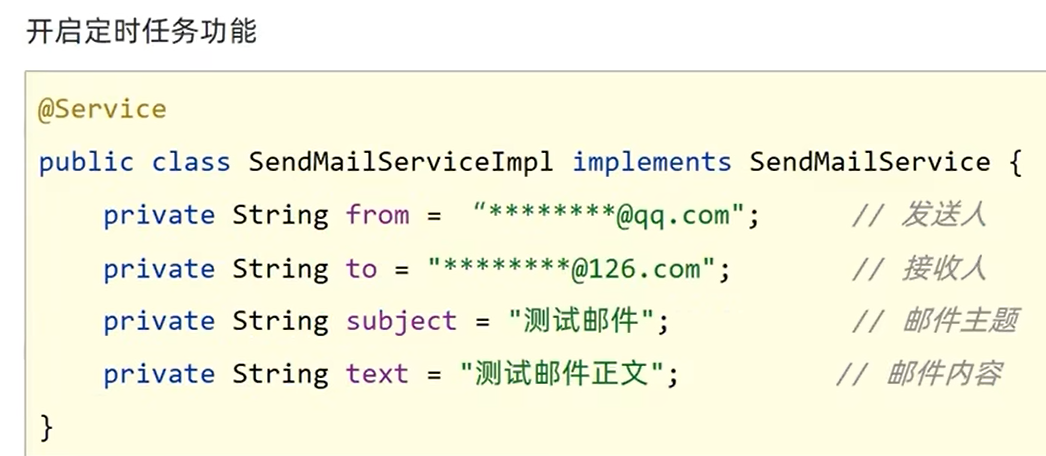 开启定时任务功能
@Service
public class SendMailServiceImpl implements SendMailService {
    private String from =  “********@qq.com";      // 发送人
    private String to = "********@126.com";       // 接收人
    private String subject = "测试邮件";           // 邮件主题
    private String text = "测试邮件正文";         // 邮件内容
}